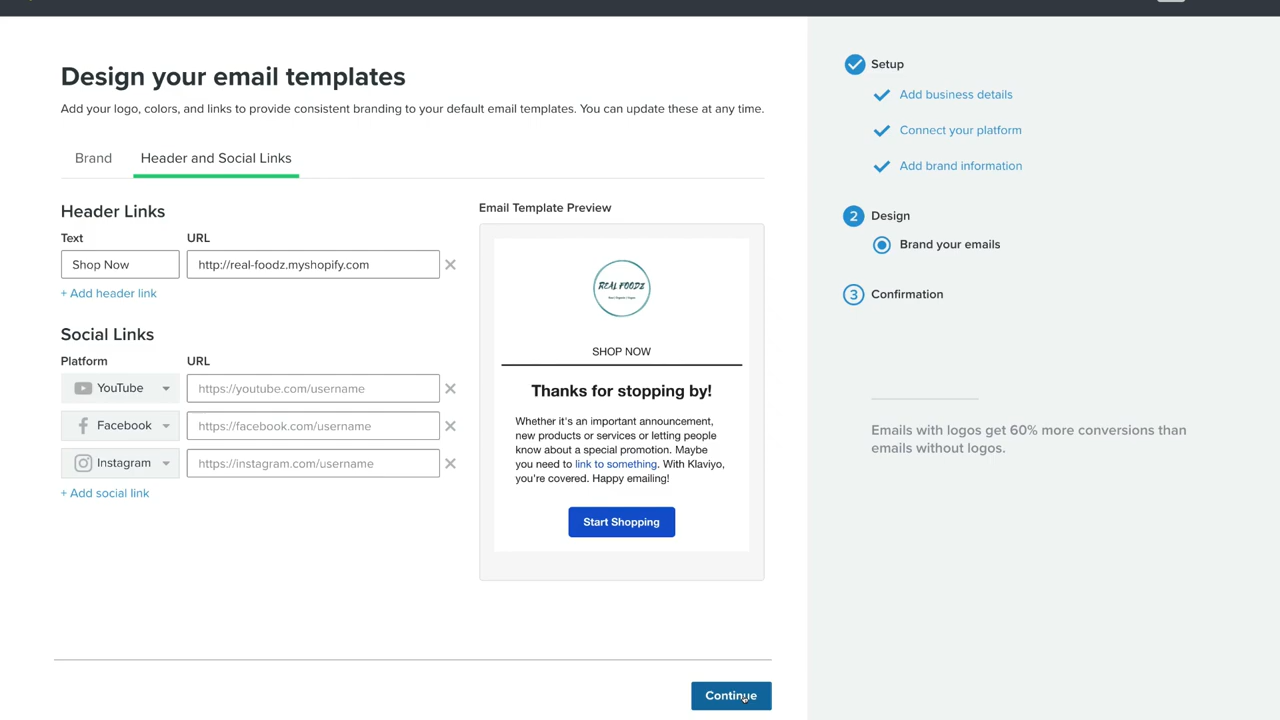 Design your email templates
Add your logo, colors, and links to provide consistent branding to your default email templates. You can update these at any time.
Brand
Header and Social Links
Header Links
Text
URL
Shop Now
http://real-foodz.myshopify.com
+ Add header link
Social Links
Platform
URL
YouTube
https://youtube.com/username
Facebook
https://facebook.com/username
Instagram
https://instagram.com/username
+ Add social link
Email Template Preview
REAL FOODZ
SHOP NOW
Thanks for stopping by!
Whether it's an important announcement,
new products or services or letting people
know about a special promotion. Maybe
you need to link to something. With Klaviyo,
you're covered. Happy emailing!
Start Shopping
Continue
Setup
Add business details
Connect your platform
Add brand information
2
Design
Brand your emails
3
Confirmation
Emails with logos get 60% more conversions than
emails without logos.